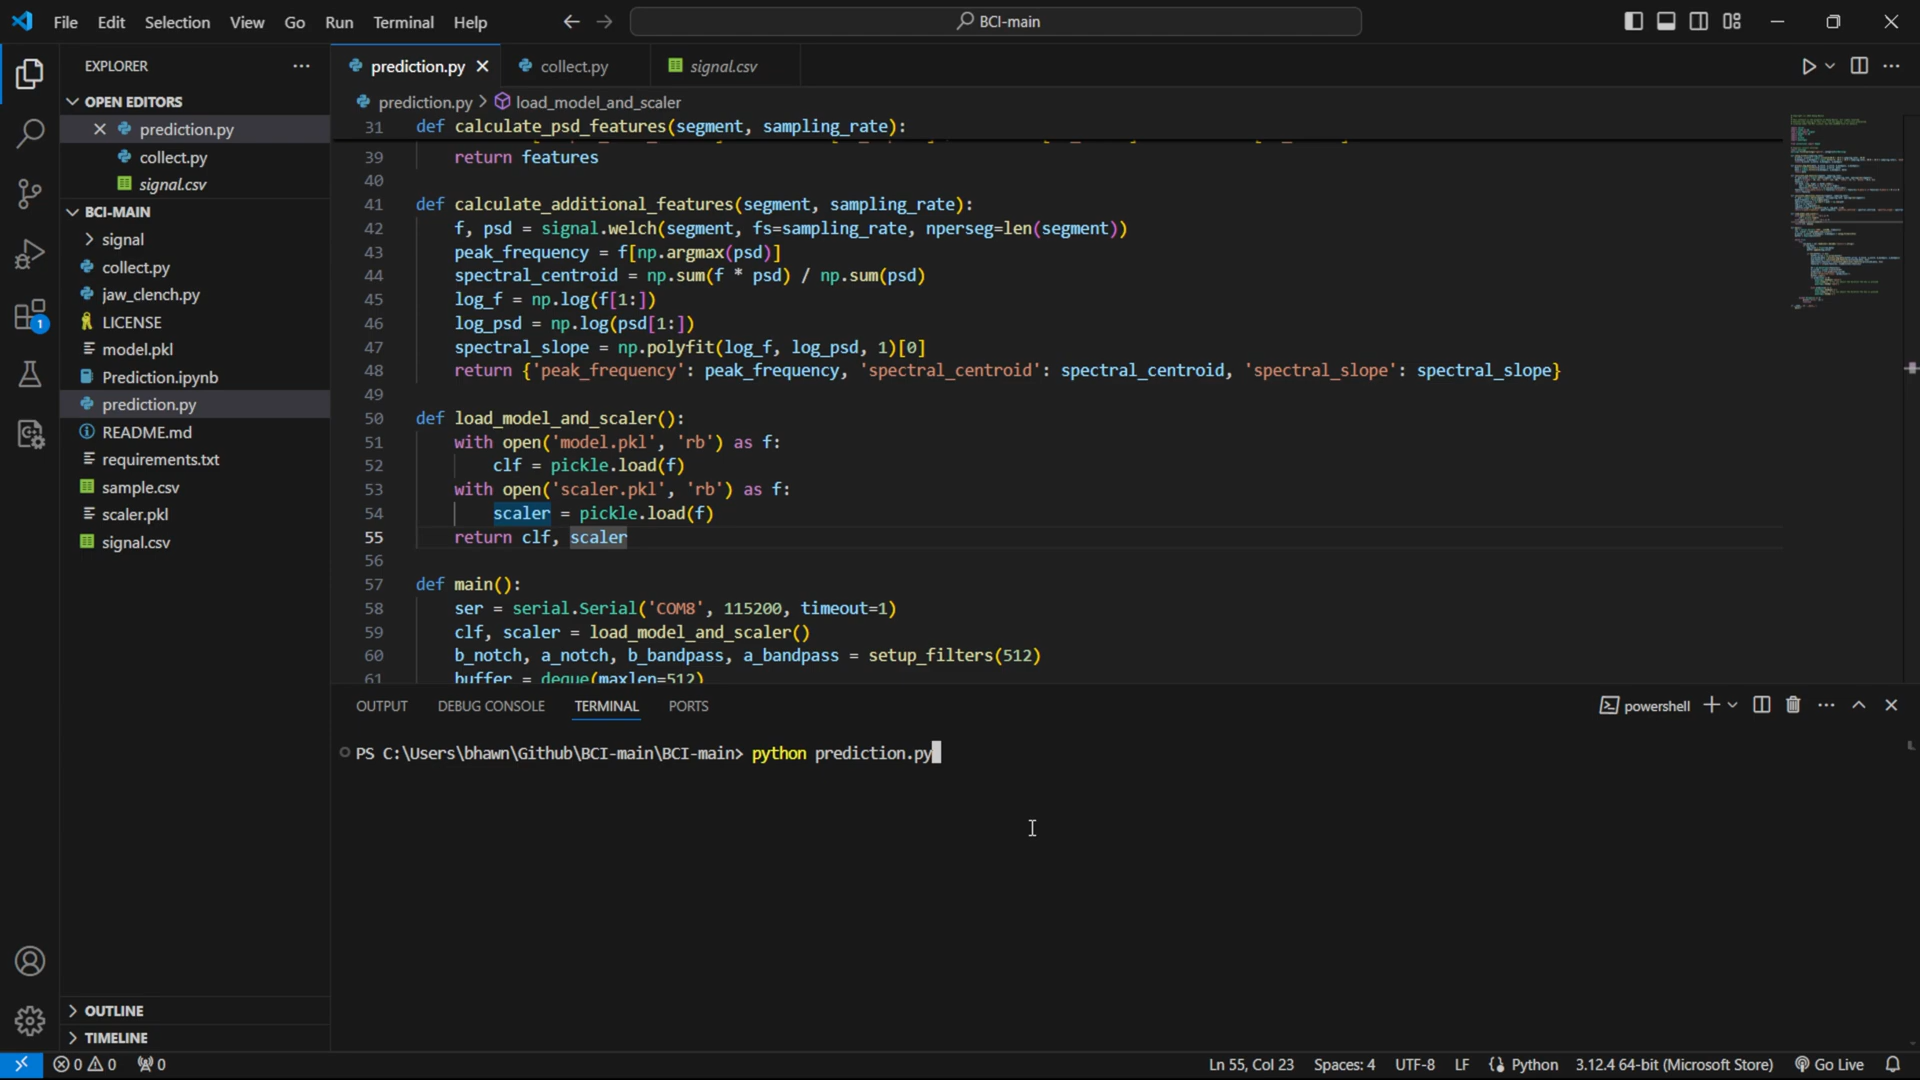 File Edit Selection View Go Run Terminal Help
BCI-main
EXPLORER
OPEN EDITORS
prediction.py
collect.py
signal.csv
BCI-MAIN
signal
collect.py
jaw_clench.py
LICENSE
model.pkl
Prediction.ipynb
prediction.py
README.md
requirements.txt
sample.csv
scaler.pkl
signal.csv
OUTLINE
TIMELINE
1
prediction.py collect.py signal.csv
prediction.py > load_model_and_scaler
31 def calculate_psd_features(segment, sampling_rate):
39 return features
40
41 def calculate_additional_features(segment, sampling_rate):
42 f, psd = signal.welch(segment, fs=sampling_rate, nperseg=len(segment))
43 peak_frequency = f[np.argmax(psd)]
44 spectral_centroid = np.sum(f * psd) / np.sum(psd)
45 log_f = np.log(f[1:])
46 log_psd = np.log(psd[1:])
47 spectral_slope = np.polyfit(log_f, log_psd, 1)[0]
48 return {'peak_frequency': peak_frequency, 'spectral_centroid': spectral_centroid, 'spectral_slope': spectral_slope}
49
50 def load_model_and_scaler():
51 with open('model.pkl', 'rb') as f:
52 clf = pickle.load(f)
53 with open('scaler.pkl', 'rb') as f:
54 scaler = pickle.load(f)
55 return clf, scaler
56
57 def main():
58 ser = serial.Serial('COM8', 115200, timeout=1)
59 clf, scaler = load_model_and_scaler()
60 b_notch, a_notch, b_bandpass, a_bandpass = setup_filters(512)
61 buffer = deque(maxlen=512)
OUTPUT DEBUG CONSOLE TERMINAL PORTS
powershell
PS C:\Users\bhawn\Github\BCI-main\BCI-main> python prediction.py
0 0 0
Ln 55, Col 23 Spaces: 4 UTF-8 LF Python 3.12.4 64-bit (Microsoft Store) Go Live